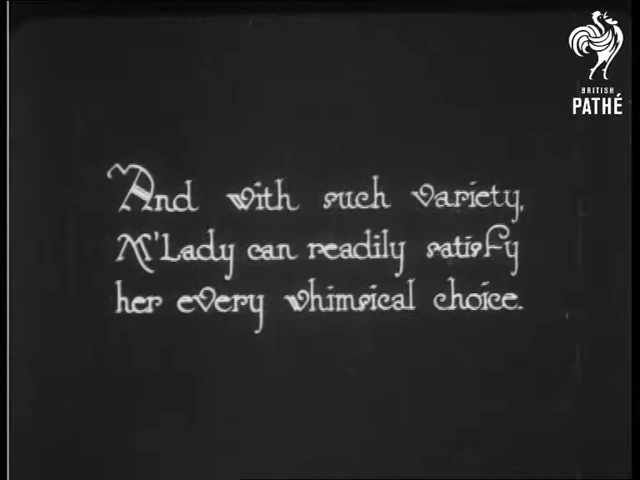 BRITISH
PATHÉ
And with such variety,
M'Lady can readily satisfy
her every whimsical choice.